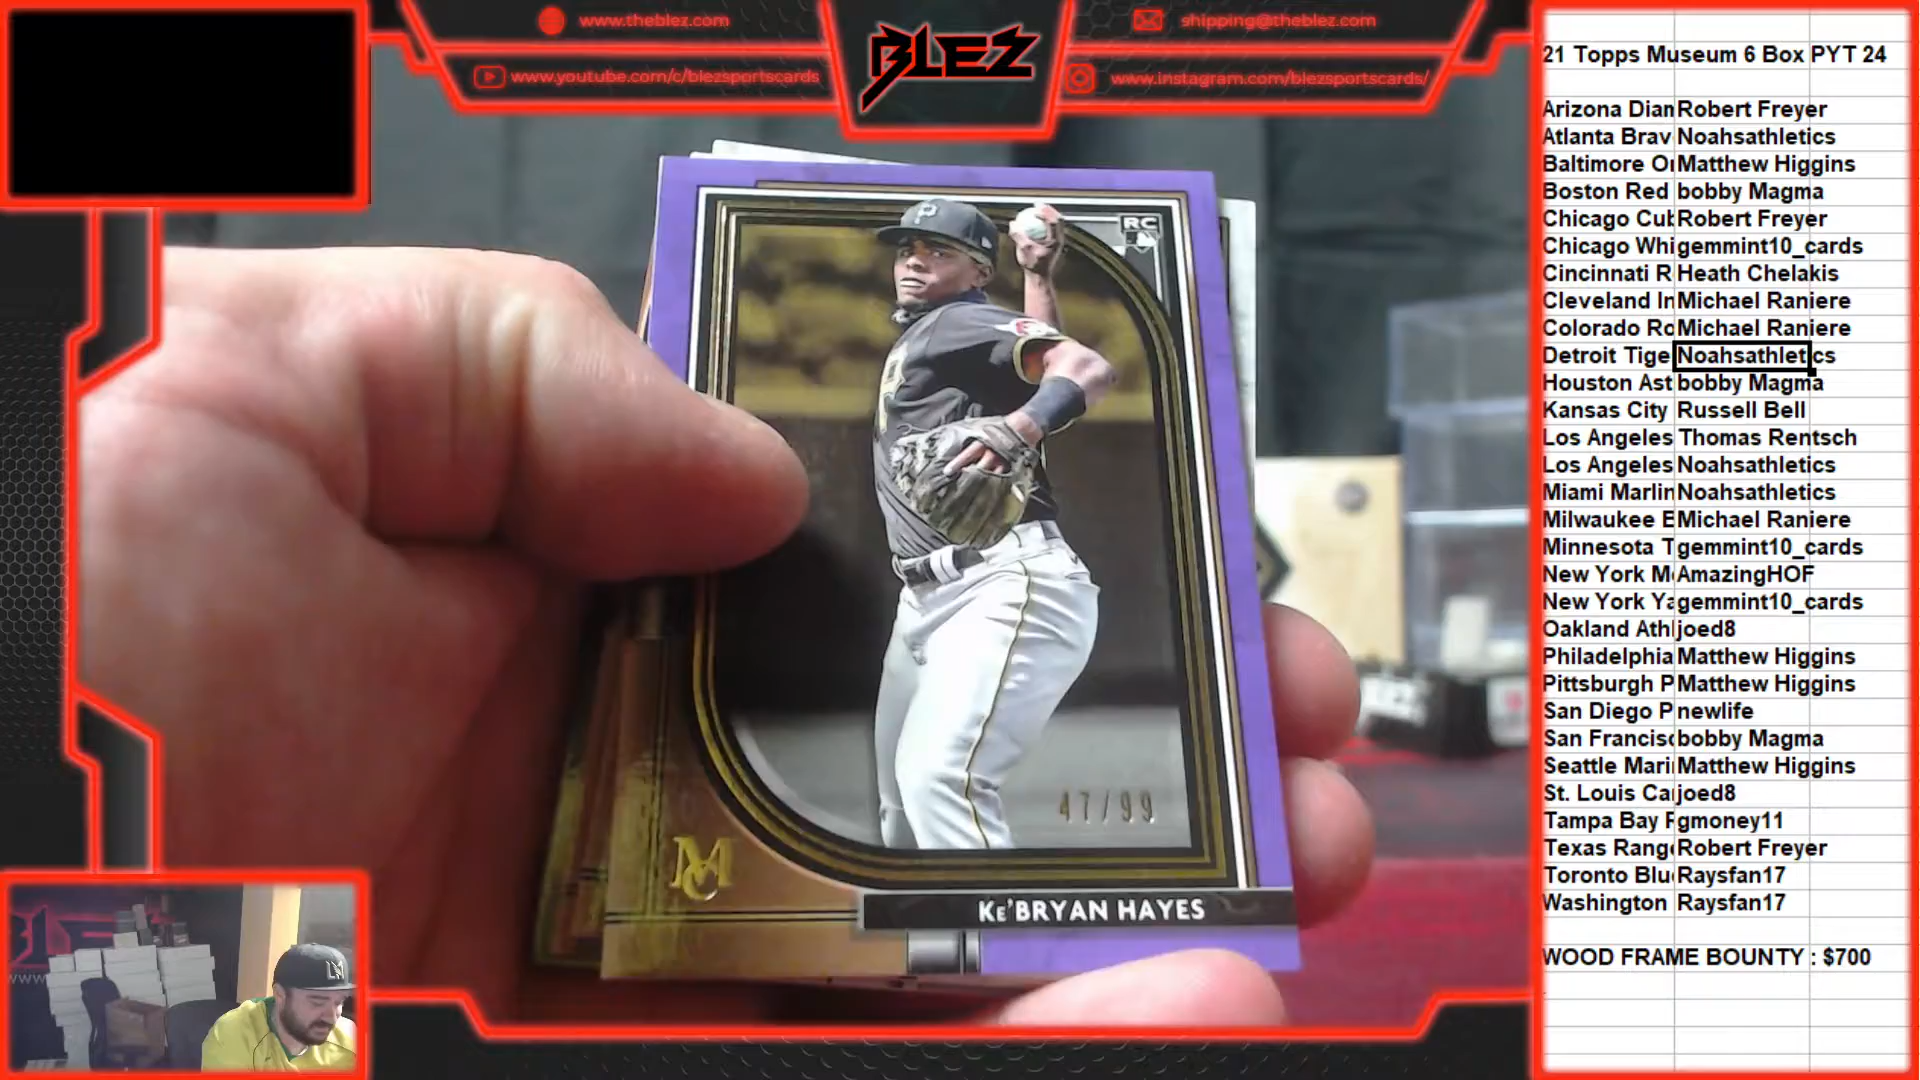 www.theblez.com
www.youtube.com/c/blezsportscards
BLEZ
shipping@theblez.com
www.instagram.com/blezsportscards/
P
RC
47/99
MC
KE'BRYAN HAYES
21 Topps Museum 6 Box PYT 24
Arizona Diam Robert Freyer
Atlanta Brav Noahsathletics
Baltimore Or Matthew Higgins
Boston Red bobby Magma
Chicago Cub Robert Freyer
Chicago Whi gemmint10_cards
Cincinnati R Heath Chelakis
Cleveland In Michael Raniere
Colorado Ro Michael Raniere
Detroit Tige Noahsathletics
Houston Ast bobby Magma
Kansas City Russell Bell
Los Angeles Thomas Rentsch
Los Angeles Noahsathletics
Miami Marlin Noahsathletics
Milwaukee B Michael Raniere
Minnesota T gemmint10_cards
New York M AmazingHOF
New York Ya gemmint10_cards
Oakland Athl joed8
Philadelphia Matthew Higgins
Pittsburgh P Matthew Higgins
San Diego P newlife
San Francisc bobby Magma
Seattle Mari Matthew Higgins
St. Louis Car joed8
Tampa Bay R gmoney11
Texas Range Robert Freyer
Toronto Blu Raysfan17
Washington Raysfan17
WOOD FRAME BOUNTY : $700